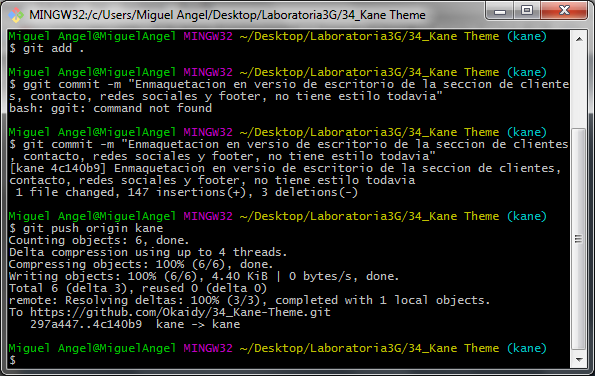 MINGW32:/c/Users/Miguel Angel/Desktop/Laboratoria3G/34_Kane Theme
Miguel Angel@MiguelAngel MINGW32 ~/Desktop/Laboratoria3G/34_Kane Theme (kane)
$ git add .
Miguel Angel@MiguelAngel MINGW32 ~/Desktop/Laboratoria3G/34_Kane Theme (kane)
$ ggit commit -m "Enmaquetacion en versio de escritorio de la seccion de cliente
s, contacto, redes sociales y footer, no tiene estilo todavia"
bash: ggit: command not found
Miguel Angel@MiguelAngel MINGW32 ~/Desktop/Laboratoria3G/34_Kane Theme (kane)
$ git commit -m "Enmaquetacion en versio de escritorio de la seccion de clientes
, contacto, redes sociales y footer, no tiene estilo todavia"
[kane 4c140b9] Enmaquetacion en versio de escritorio de la seccion de clientes,
contacto, redes sociales y footer, no tiene estilo todavia
1 file changed, 147 insertions(+), 3 deletions(-)
Miguel Angel@MiguelAngel MINGW32 ~/Desktop/Laboratoria3G/34_Kane Theme (kane)
$ git push origin kane
Counting objects: 6, done.
Delta compression using up to 4 threads.
Compressing objects: 100% (6/6), done.
Writing objects: 100% (6/6), 4.40 KiB | 0 bytes/s, done.
Total 6 (delta 3), reused 0 (delta 0)
remote: Resolving deltas: 100% (3/3), completed with 1 local objects.
To https://github.com/Okaidy/34_Kane-Theme.git
297a447..4c140b9  kane -> kane
Miguel Angel@MiguelAngel MINGW32 ~/Desktop/Laboratoria3G/34_Kane Theme (kane)
$